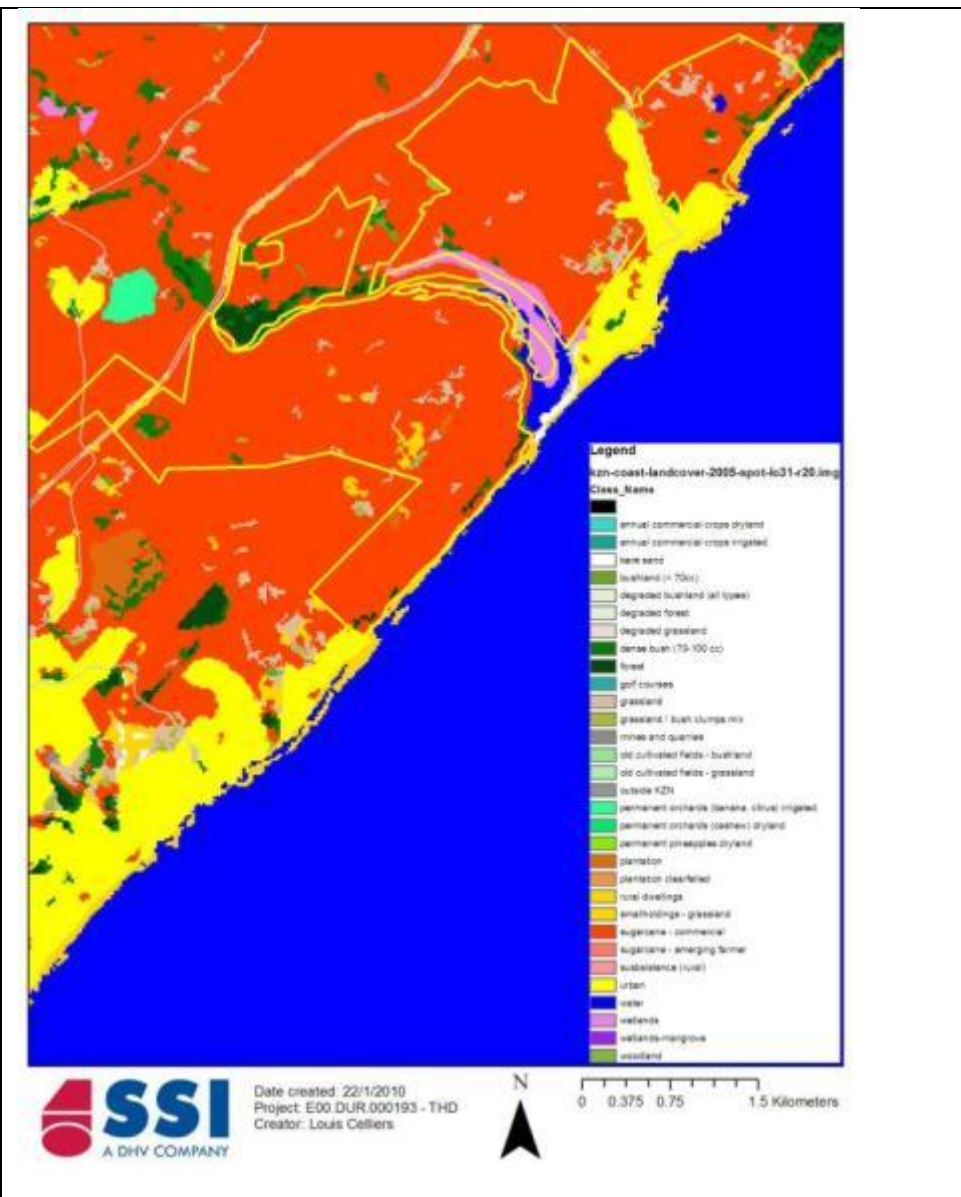 Legend
kzn-coast-landcover-2005-spot-lo31-r20.img
Class_Name
annual commercial crops dryland
annual commercial crops irrigated
bare sand
bushland (< 70cc)
degraded bushland (all types)
degraded forest
degraded grassland
dense bush (70-100 cc)
forest
golf courses
grassland
grassland / bush clumps mix
mines and quarries
old cultivated fields - bushland
old cultivated fields - grassland
outside KZN
permanent orchards (banana, citrus) irrigated
permanent orchards (cashew) dryland
permanent pineapples dryland
plantation
plantation clearfelled
rural dwellings
smallholdings - grassland
sugarcane - commercial
sugarcane - emerging farmer
subsistence (rural)
urban
water
wetlands
wetlands-mangrove
woodland
SSI
A DHV COMPANY
Date created: 22/1/2010
Project: E00.DUR.000193 - THD
Creator: Louis Celliers
N
0 0.375 0.75 1.5 Kilometers